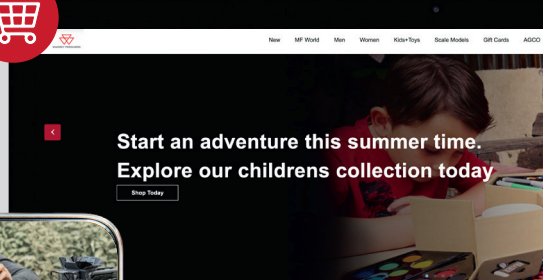 New MF World Men Women Kids+Toys Scale Models Gift Cards AGCO
Start an adventure this summer time.
Explore our childrens collection today
Shop Today